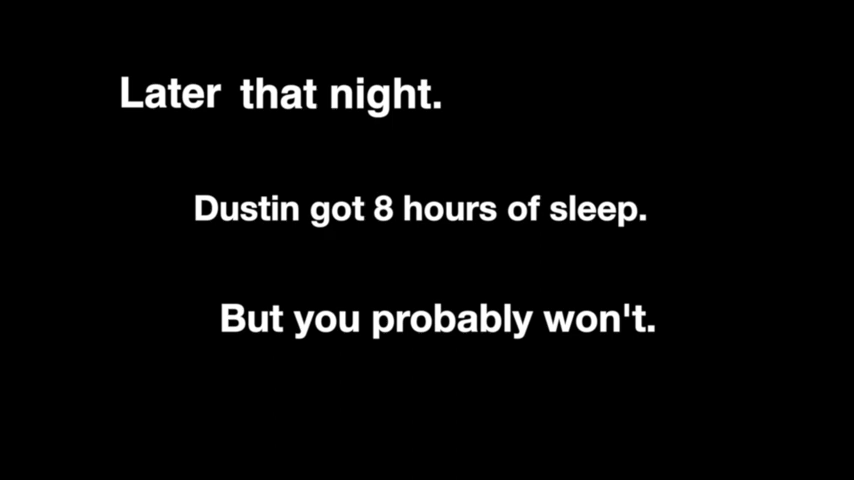 Later that night.
Dustin got 8 hours of sleep.
But you probably won't.